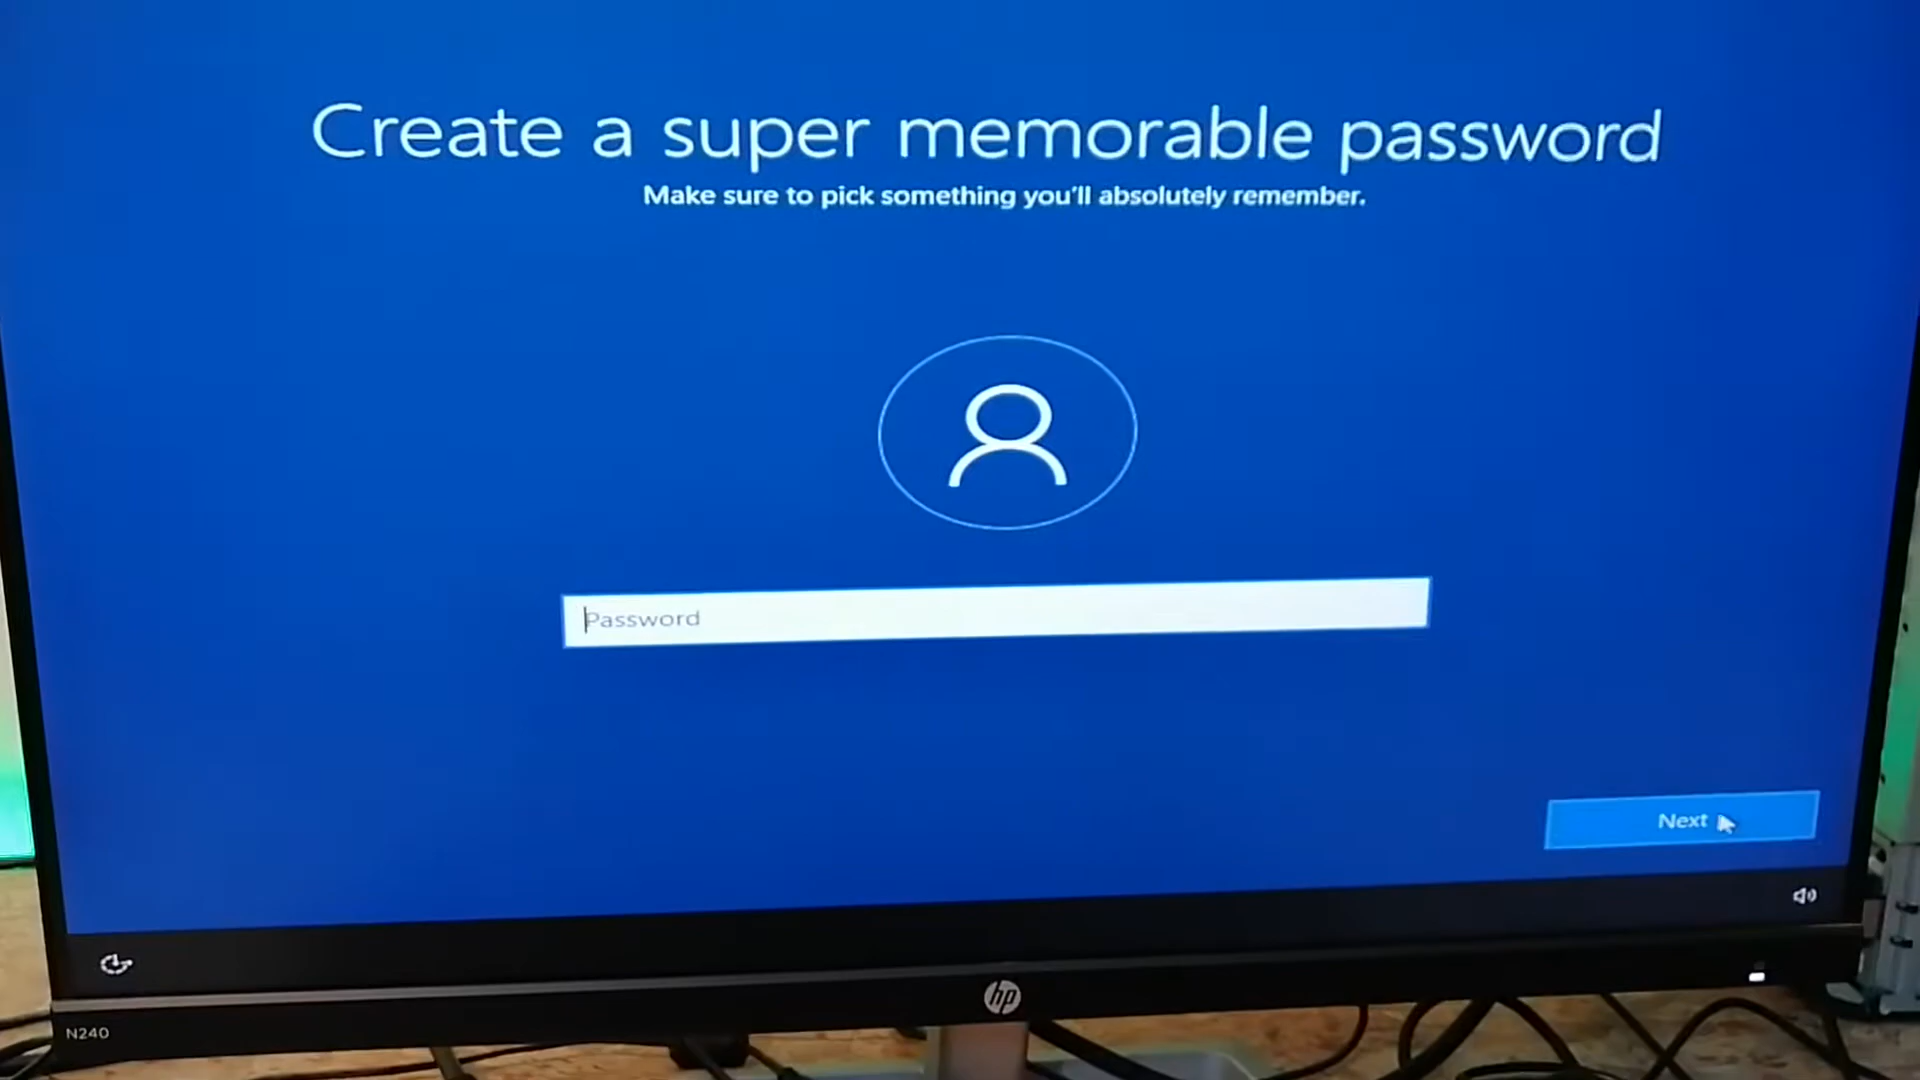 Create a super memorable password
Make sure to pick something you'll absolutely remember.
Password
Next
hp
N240